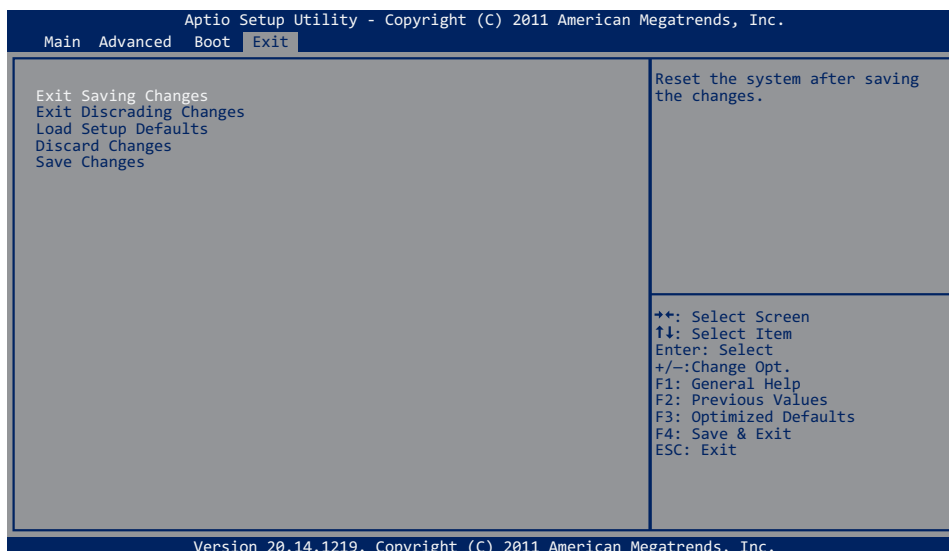 Aptio Setup Utility - Copyright (C) 2011 American Megatrends, Inc.
Main Advanced Boot Exit
Exit Saving Changes
Exit Discrading Changes
Load Setup Defaults
Discard Changes
Save Changes
Reset the system after saving
the changes.
→←: Select Screen
↑↓: Select Item
Enter: Select
+/—:Change Opt.
F1: General Help
F2: Previous Values
F3: Optimized Defaults
F4: Save & Exit
ESC: Exit
Version 20.14.1219. Copyright (C) 2011 American Megatrends, Inc.